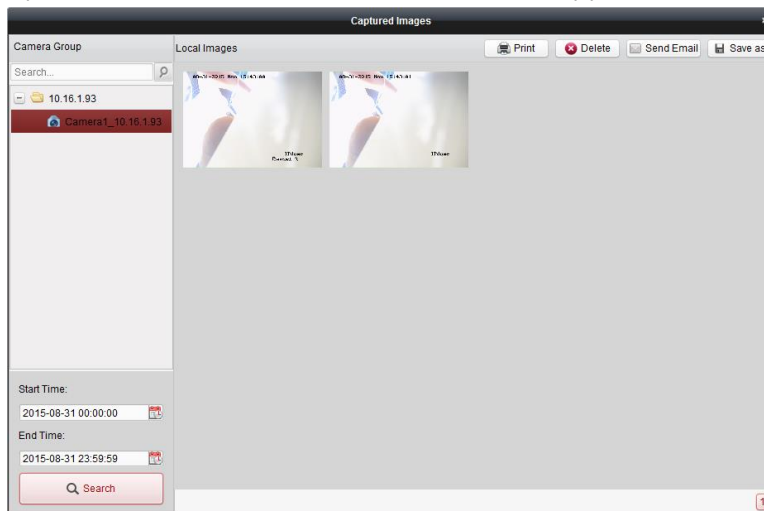 Captured Images
Camera Group
Local Images
Print
Delete
Send Email
Save as
Search...
10.16.1.93
Camera1_10.16.1.93
Start Time:
2015-08-31 00:00:00
End Time:
2015-08-31 23:59:59
Search
1